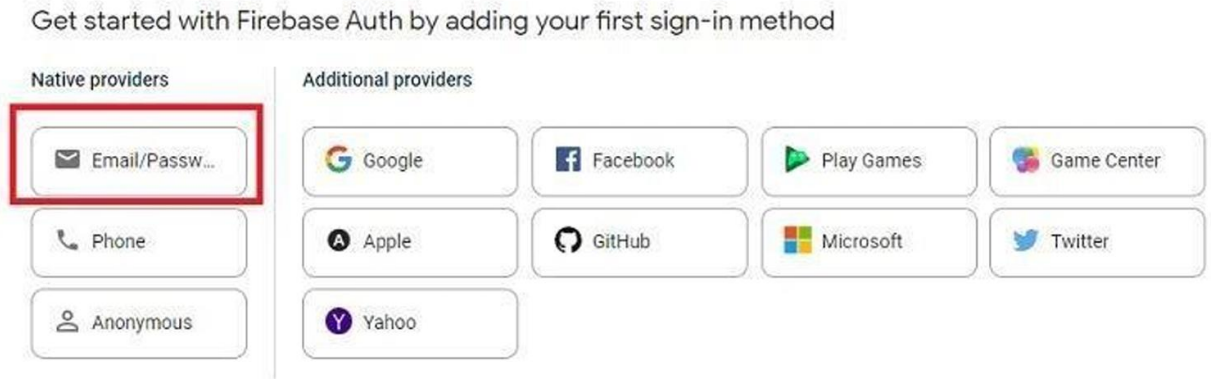 Get started with Firebase Auth by adding your first sign-in method
Native providers
Additional providers
Email/Passw...
Google
Facebook
Play Games
Game Center
Phone
Apple
GitHub
Microsoft
Twitter
Anonymous
Yahoo